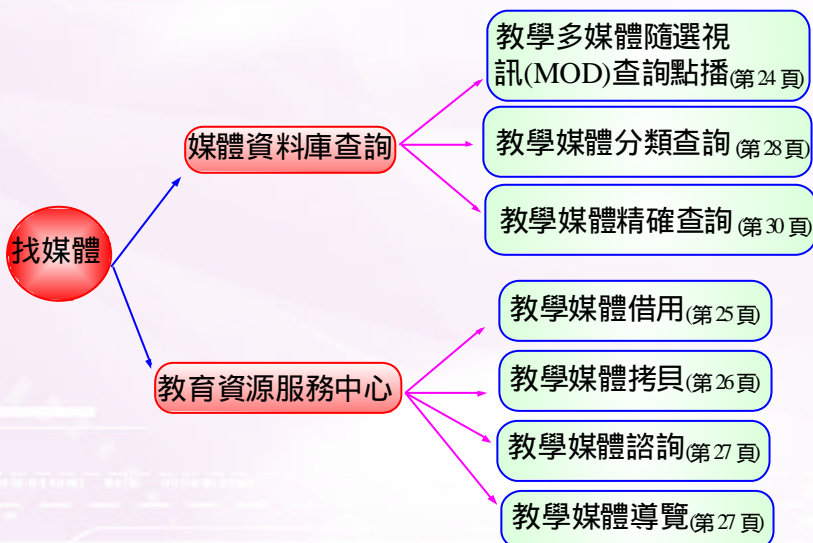 找媒體
媒體資料庫查詢
教學多媒體隨選視
訊(MOD)查詢點播(第24頁)
教學媒體分類查詢(第28頁)
教學媒體精確查詢(第30頁)
教育資源服務中心
教學媒體借用(第25頁)
教學媒體拷貝(第26頁)
教學媒體諮詢(第27頁)
教學媒體導覽(第27頁)